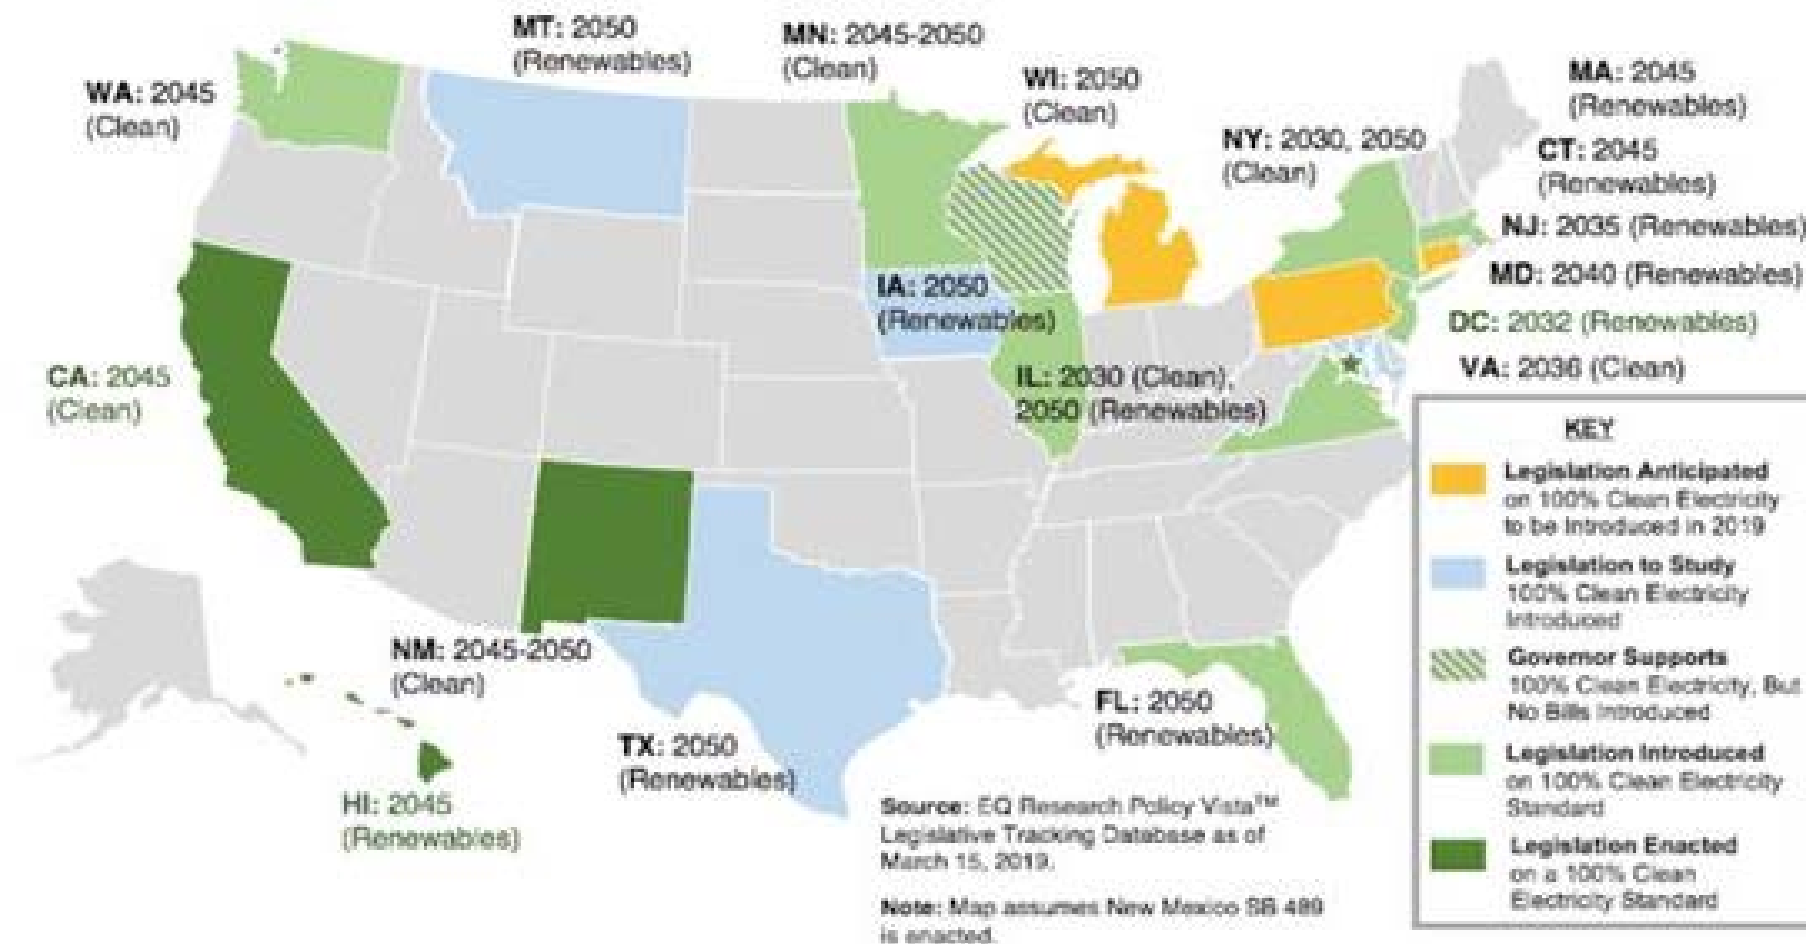 MT: 2050
(Renewables)
MN: 2045-2050
(Clean)
WI: 2050
(Clean)
WA: 2045
(Clean)
NY: 2030, 2050
(Clean)
MA: 2045
(Renewables)
CT: 2045
(Renewables)
NJ: 2035 (Renewables)
MD: 2040 (Renewables)
DC: 2032 (Renewables)
VA: 2036 (Clean)
IA: 2050
(Renewables)
IL: 2030 (Clean),
2050 (Renewables)
CA: 2045
(Clean)
NM: 2045-2050
(Clean)
HI: 2045
(Renewables)
TX: 2050
(Renewables)
FL: 2050
(Renewables)
Source: EQ Research Policy Vista™
Legislative Tracking Database as of
March 15, 2019.
Note: Map assumes New Mexico SB 489
is enacted.
KEY
Legislation Anticipated
on 100% Clean Electricity
to be Introduced in 2019
Legislation to Study
100% Clean Electricity
Introduced
Governor Supports
100% Clean Electricity, But
No Bills Introduced
Legislation Introduced
on 100% Clean Electricity
Standard
Legislation Enacted
on a 100% Clean
Electricity Standard